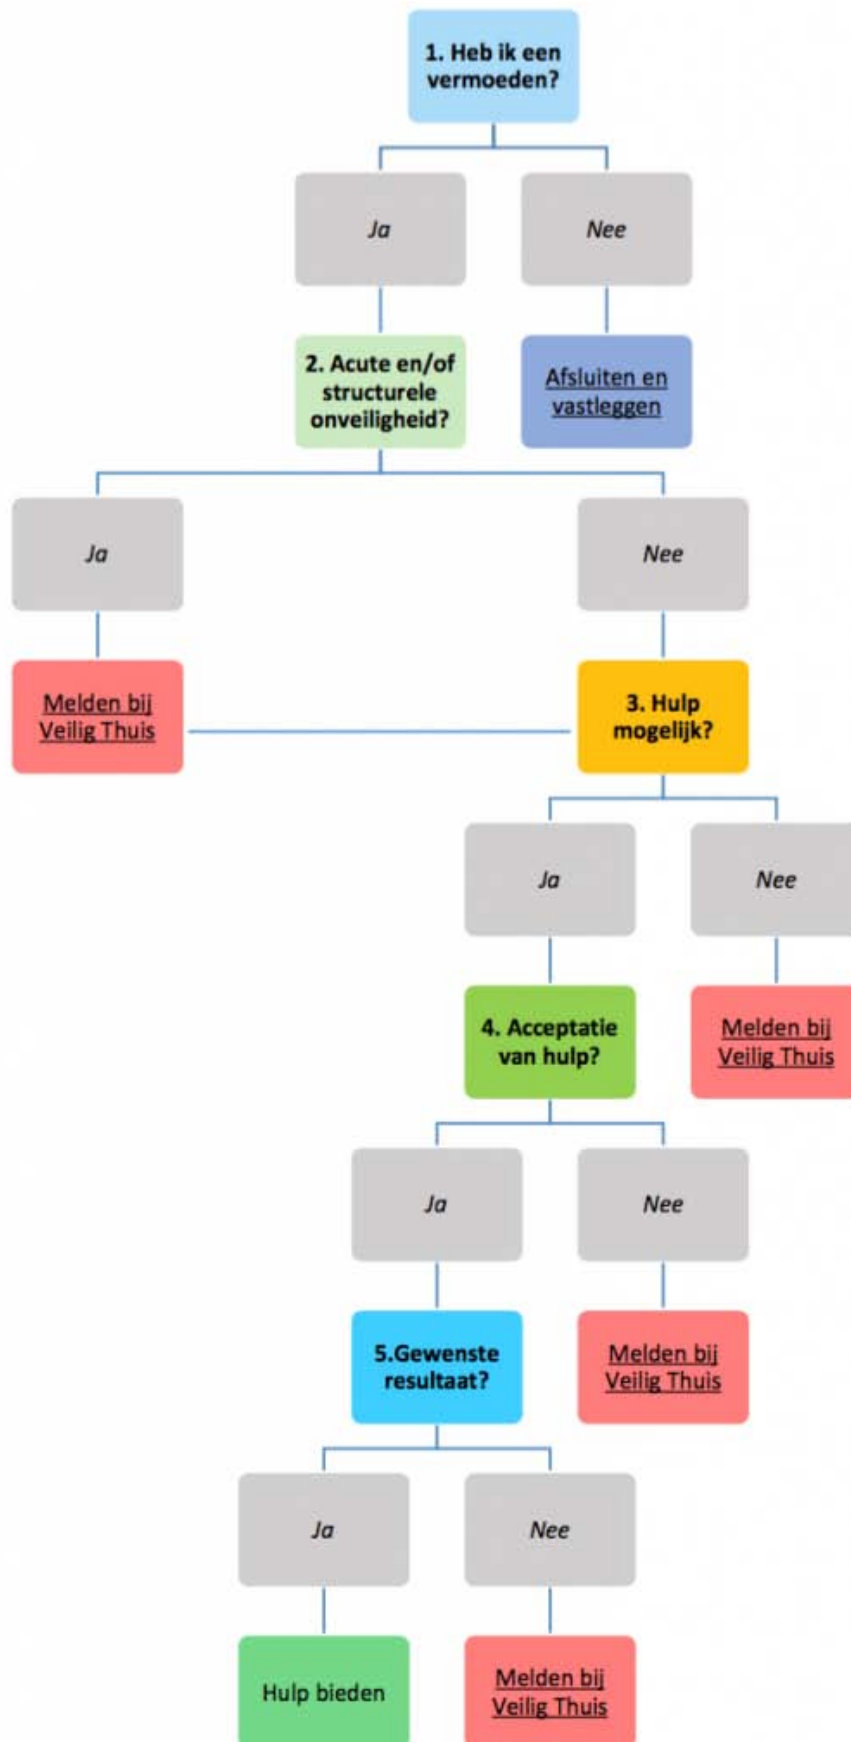 1. Heb ik een
vermoeden?
Ja
Nee
2. Acute en/of
structurele
onveiligheid?
Afsluiten en
vastleggen
Ja
Nee
Melden bij
Veilig Thuis
3. Hulp
mogelijk?
Ja
Nee
4. Acceptatie
van hulp?
Melden bij
Veilig Thuis
Ja
Nee
5.Gewenste
resultaat?
Melden bij
Veilig Thuis
Ja
Nee
Hulp bieden
Melden bij
Veilig Thuis